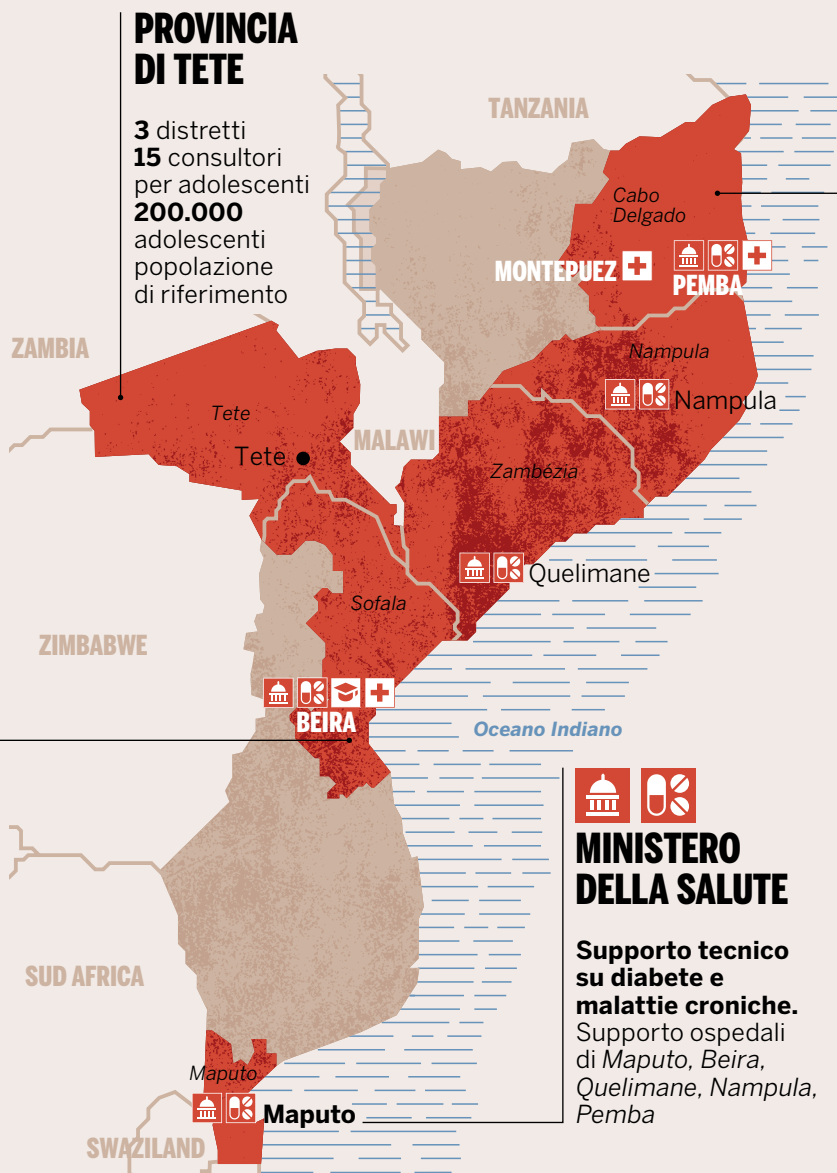 PROVINCIA
DI TETE
3 distretti
15 consultori
per adolescenti
200.000
adolescenti
popolazione
di riferimento
TANZANIA
Cabo
Delgado
MONTEPUEZ
PEMBA
ZAMBIA
Nampula
Nampula
Tete
MALAWI
Tete
Zambézia
Quelimane
Sofala
ZIMBABWE
BEIRA
Oceano Indiano
MINISTERO
DELLA SALUTE
Supporto tecnico
su diabete e
malattie croniche.
Supporto ospedali
di Maputo, Beira,
Quelimane, Nampula,
Pemba
SUD AFRICA
Maputo
Maputo
SWAZILAND